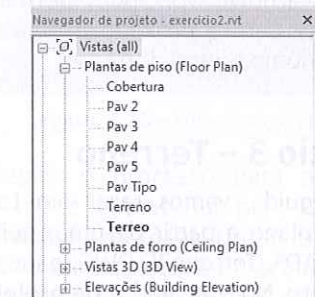 Navegador de projeto - exercicio2.rvt
Vistas (all)
Plantas de piso (Floor Plan)
Cobertura
Pav 2
Pav 3
Pav 4
Pav 5
Pav Tipo
Terreno
Terreo
Plantas de forro (Ceiling Plan)
Vistas 3D (3D View)
Elevações (Building Elevation)